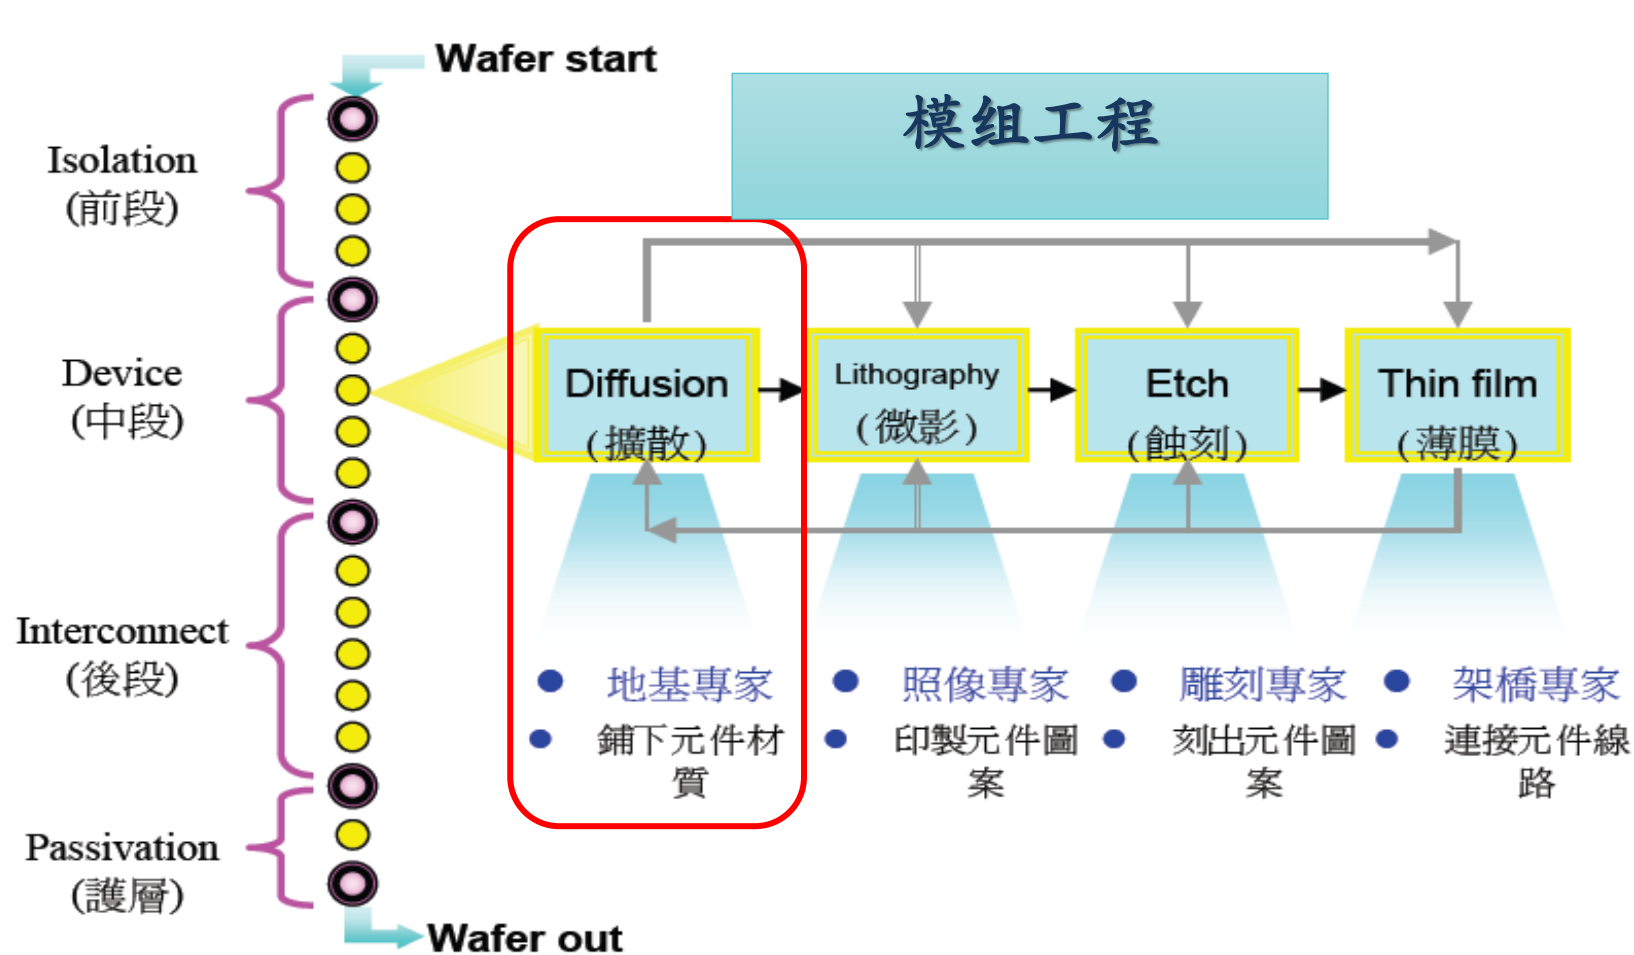 Wafer start
模组工程
Isolation
(前段)
Device
(中段)
Interconnect
(後段)
Passivation
(護層)
Wafer out
Diffusion
(擴散)
Lithography
(微影)
Etch
(蝕刻)
Thin film
(薄膜)
地基專家
鋪下元件材
質
照像專家
印製元件圖
案
雕刻專家
刻出元件圖
案
架橋專家
連接元件線
路